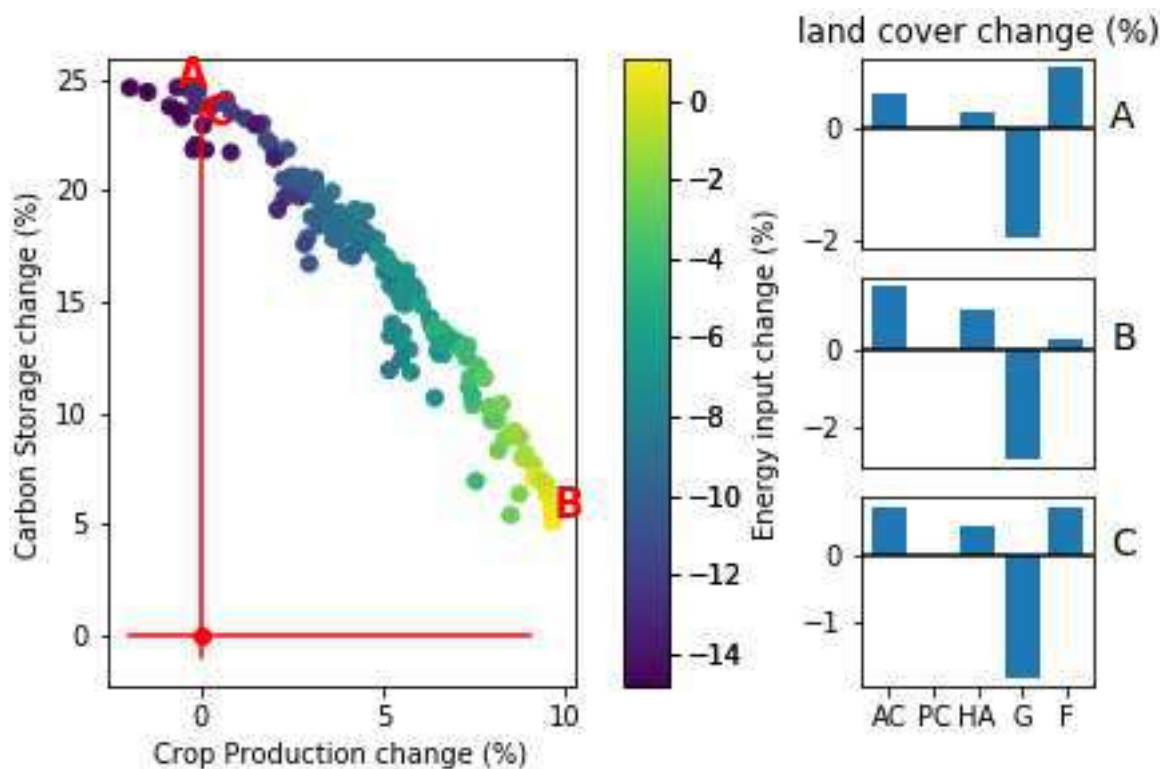 land cover change (%)
25
20
15
10
5
0
Carbon Storage change (%)
0
5
10
Crop Production change (%)
A
C
B
0
−2
−4
−6
−8
−10
−12
−14
Energy input change (%)
0
−2
A
0
−2
B
0
−1
C
AC PC HA G F